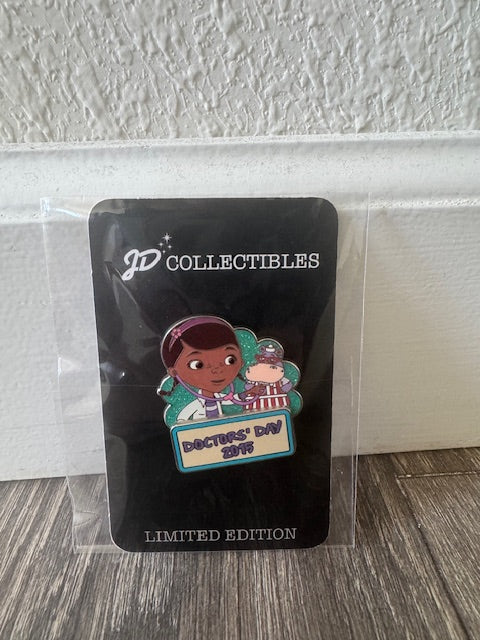 JD COLLECTIBLES
DOCTORS' DAY
2015
LIMITED EDITION